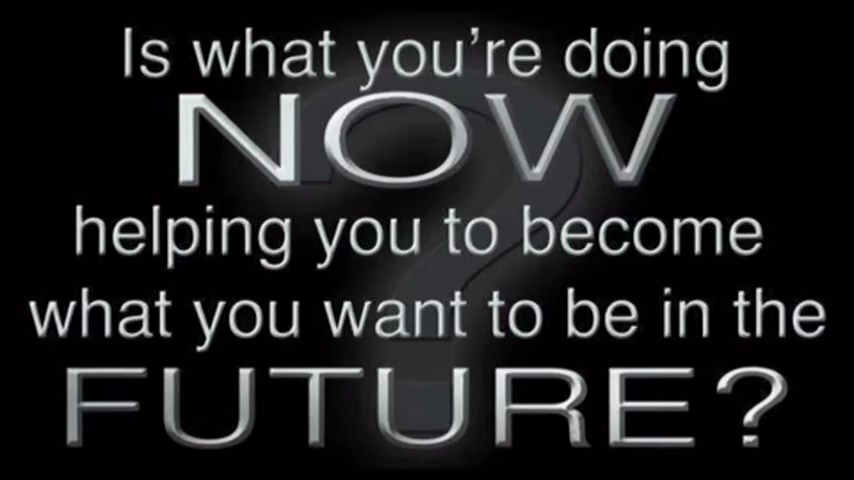 Is what you're doing
NOW
helping you to become
what you want to be in the
FUTURE?